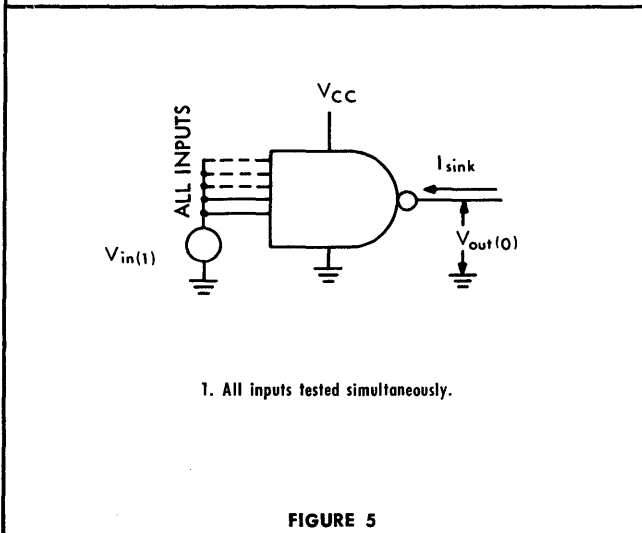 VCC
ALL INPUTS
Isink
Vin(1)
Vout(0)
1. All inputs tested simultaneously.
FIGURE 5